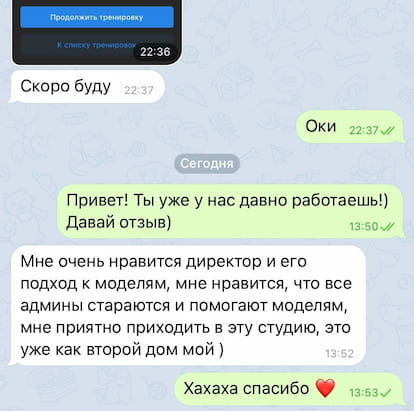 Продолжить тренировку
К списку тренировок
22:36
Скоро буду 22:37
Оки 22:37
Сегодня
Привет! Ты уже у нас давно работаешь!)
Давай отзыв)
13:50
Мне очень нравится директор и его
подход к моделям, мне нравится, что все
админы стараются и помогают моделям,
мне приятно приходить в эту студию, это
уже как второй дом мой )
13:52
Хахаха спасибо ❤️ 13:53